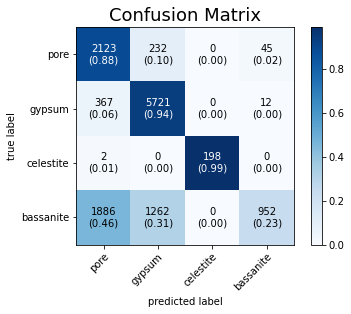 Confusion Matrix
pore 2123 232 0 45
(0.88) (0.10) (0.00) (0.02)
gypsum 367 5721 0 12
(0.06) (0.94) (0.00) (0.00)
celestite 2 0 198 0
(0.01) (0.00) (0.99) (0.00)
bassanite 1886 1262 0 952
(0.46) (0.31) (0.00) (0.23)
pore gypsum celestite bassanite
predicted label
true label
0.8
0.6
0.4
0.2
0.0